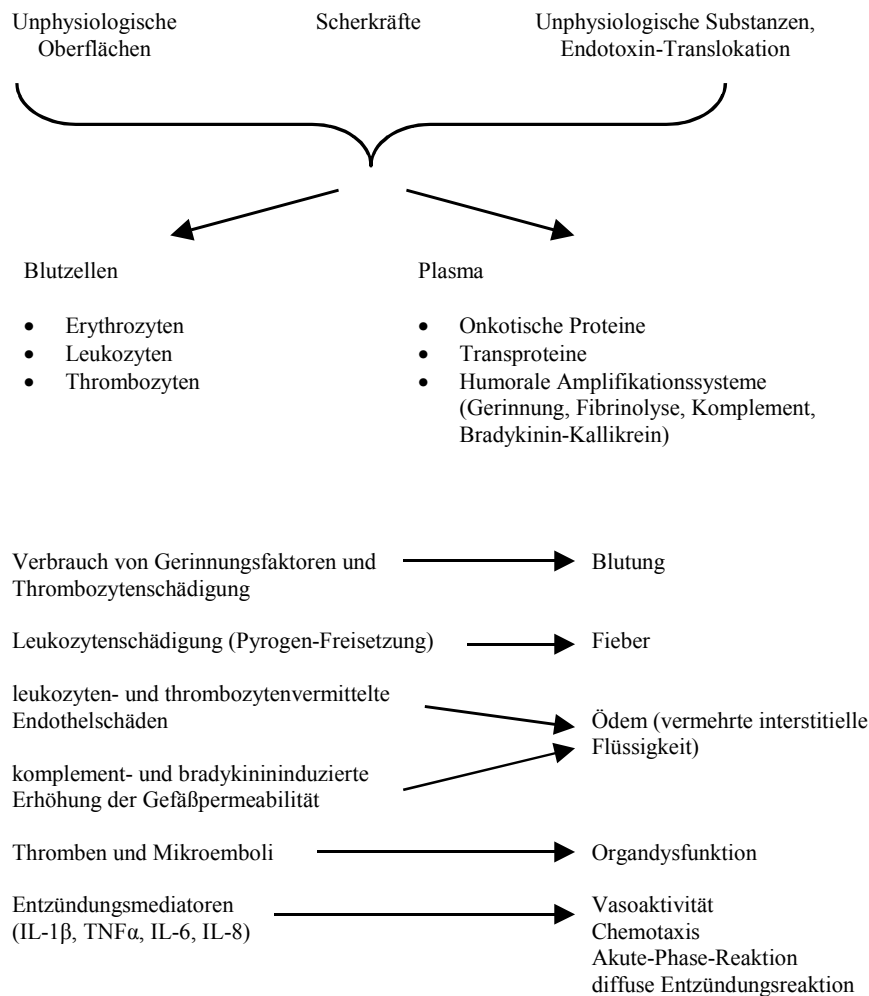 Unphysiologische
Oberflächen
Scherkräfte
Unphysiologische Substanzen,
Endotoxin-Translokation
Blutzellen
• Erythrozyten
• Leukozyten
• Thrombozyten
Plasma
• Onkotische Proteine
• Transproteine
• Humorale Amplifikationssysteme
(Gerinnung, Fibrinolyse, Komplement,
Bradykinin-Kallikrein)
Verbrauch von Gerinnungsfaktoren und
Thrombozytenschädigung
Blutung
Leukozytenschädigung (Pyrogen-Freisetzung)
Fieber
leukozyten- und thrombozytenvermittelte
Endothelschäden
komplement- und bradykinininduzierte
Erhöhung der Gefäßpermeabilität
Ödem (vermehrte interstitielle
Flüssigkeit)
Thromben und Mikroemboli
Organdysfunktion
Entzündungsmediatoren
(IL-1β, TNFα, IL-6, IL-8)
Vasoaktivität
Chemotaxis
Akute-Phase-Reaktion
diffuse Entzündungsreaktion